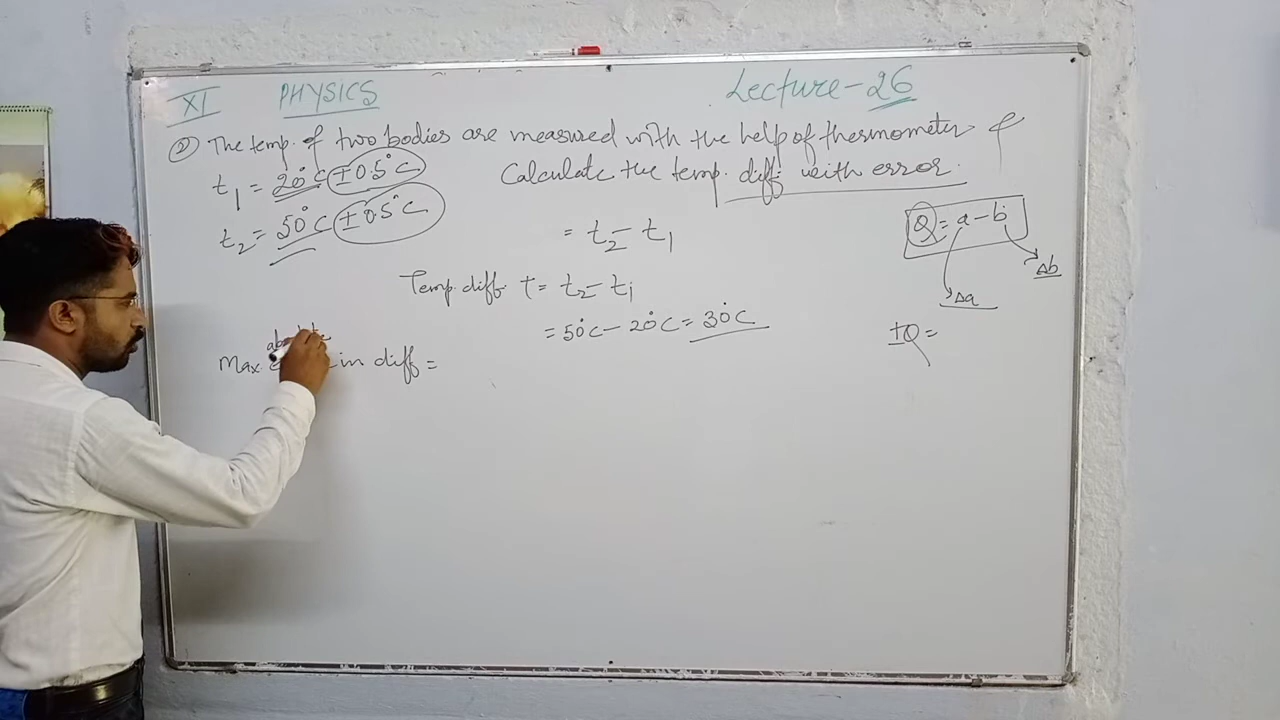 XI PHYSICS Lecture-26
② The temp. of two bodies are measured with the help of thermometer &
t₁ = 20°C ±0.5°C Calculate the temp. diff. with error.
t₂ = 50°C ±0.5°C
= t₂ - t₁
Q = a - b
Δb
Δa
Temp. diff. t = t₂ - t₁
= 50°C - 20°C = 30°C
±Q =
Max. in diff =